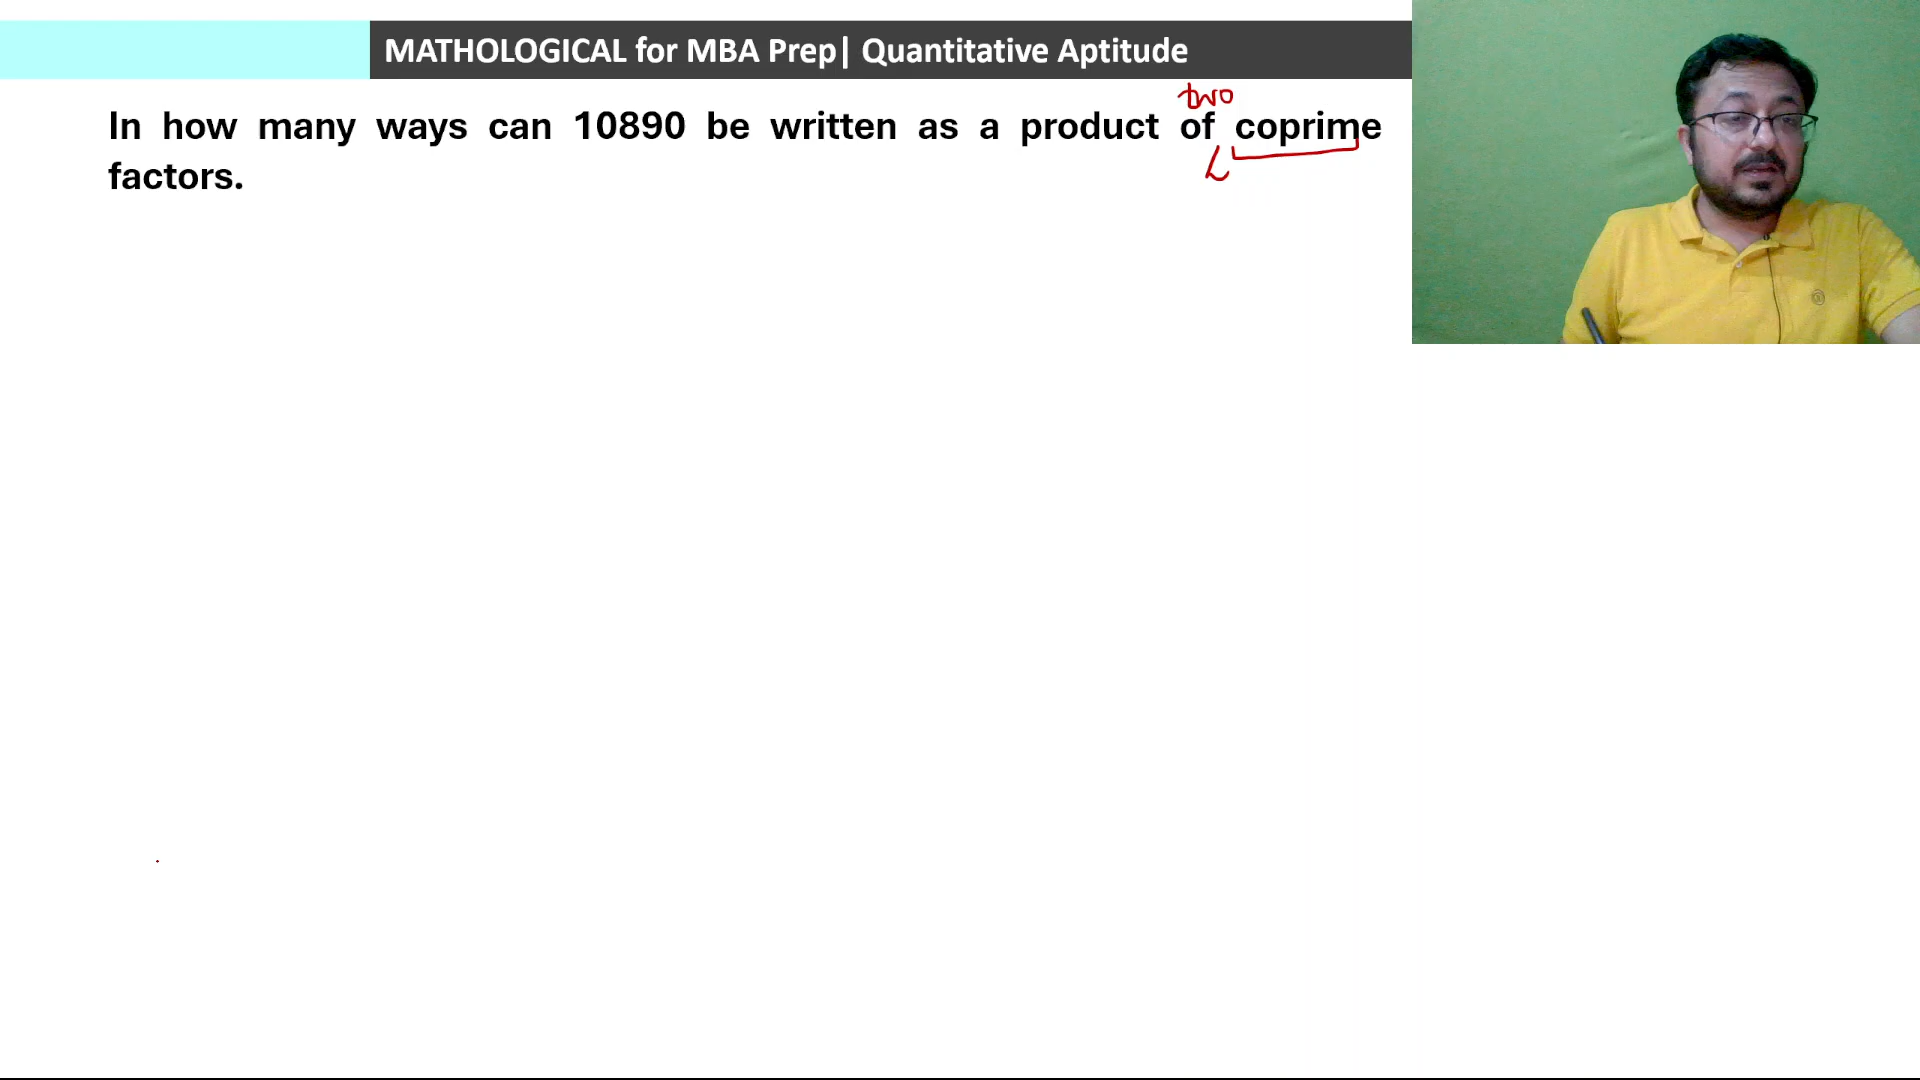 MATHOLOGICAL for MBA Prep| Quantitative Aptitude
two
In how many ways can 10890 be written as a product of coprime
factors.